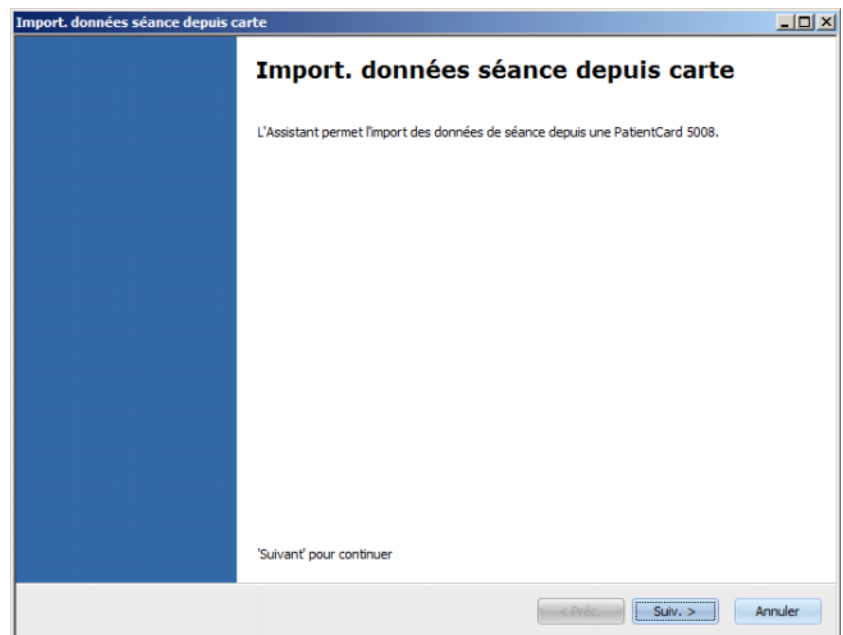 Import. données séance depuis carte
Import. données séance depuis carte
L'Assistant permet l'import des données de séance depuis une PatientCard 5008.
'Suivant' pour continuer
< Préc. Suiv. > Annuler